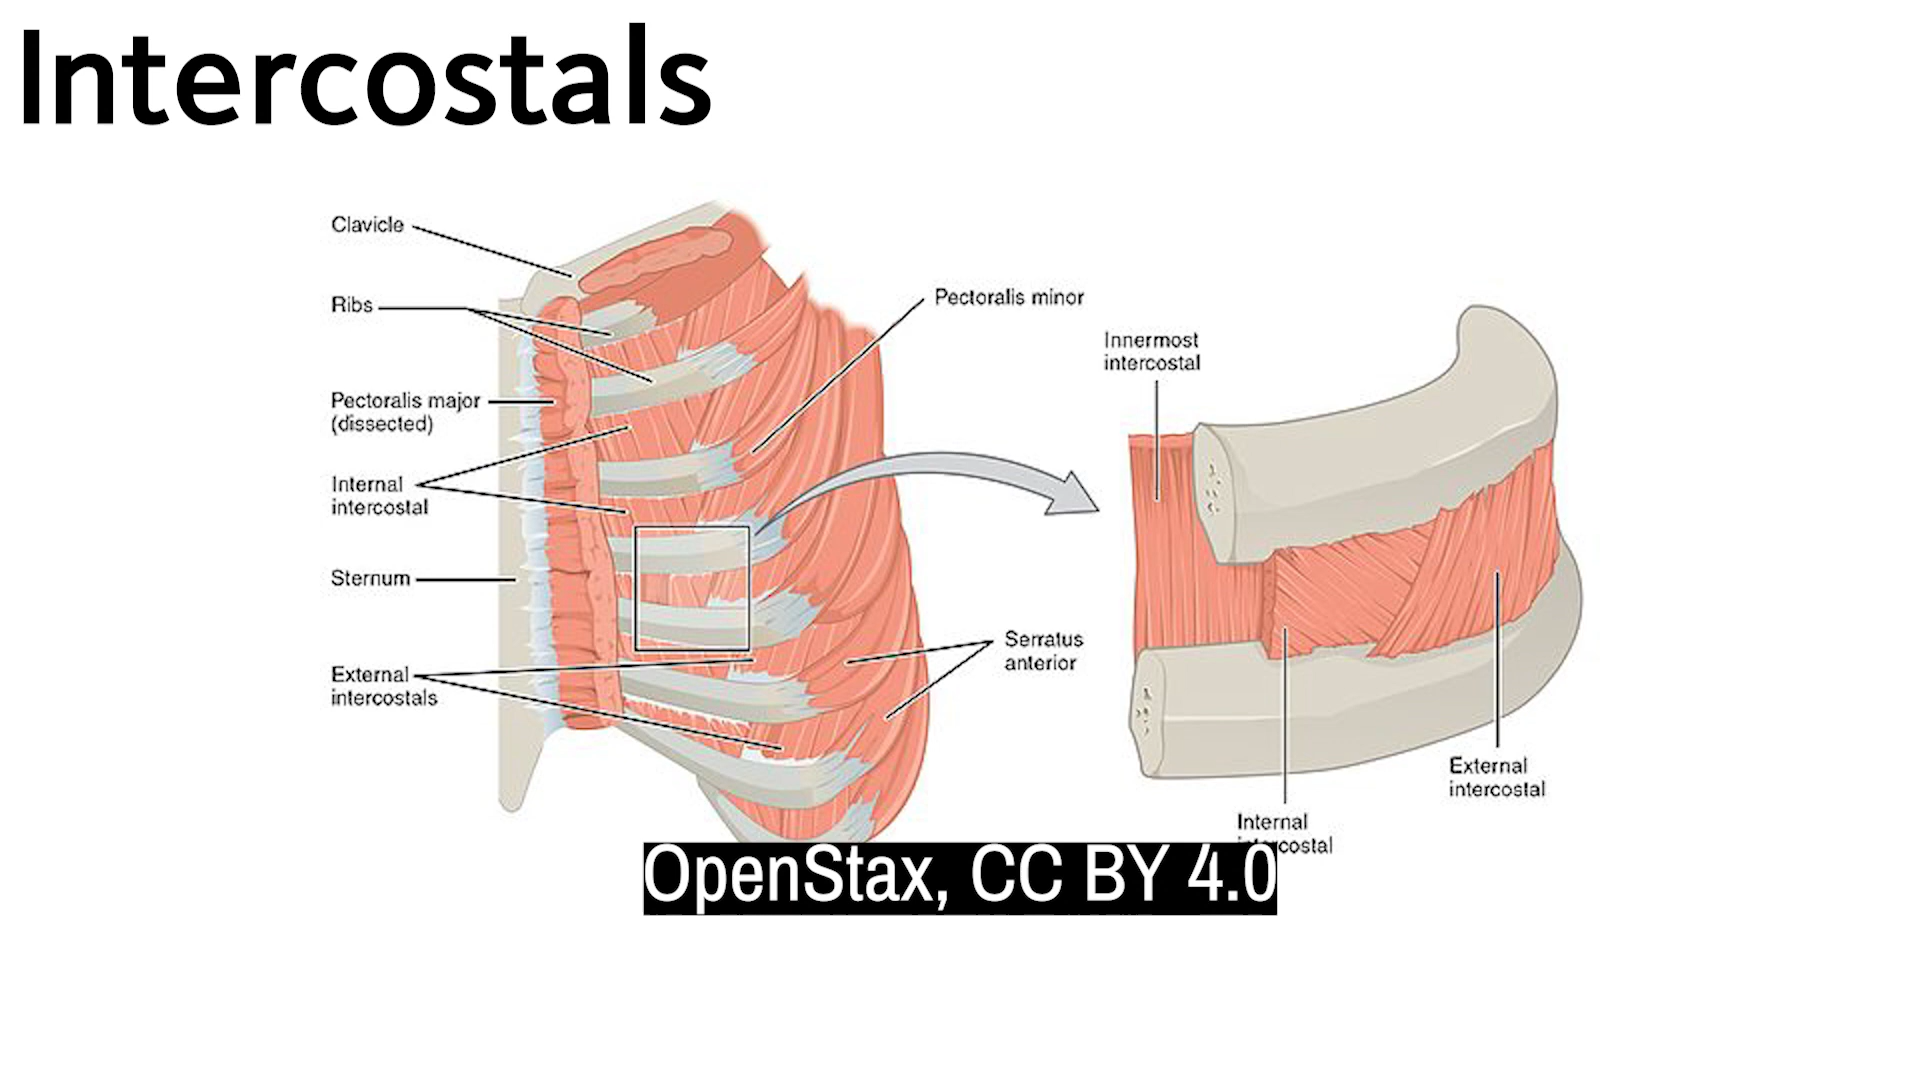 Intercostals
Clavicle
Ribs
Pectoralis major
(dissected)
Internal
intercostal
Sternum
External
intercostals
Pectoralis minor
Serratus
anterior
Innermost
intercostal
External
intercostal
Internal
intercostal
OpenStax, CC BY 4.0